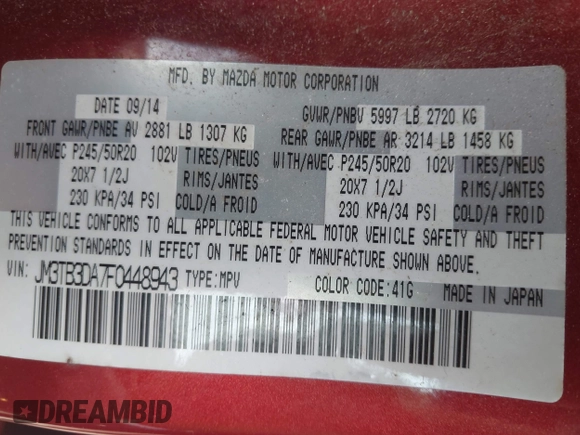 MFD. BY MAZDA MOTOR CORPORATION
DATE 09/14 GVWR/PNBV 5997 LB 2720 KG
FRONT GAWR/PNBE AV 2881 LB 1307 KG REAR GAWR/PNBE AR 3214 LB 1458 KG
WITH/AVEC P245/50R20 102V TIRES/PNEUS WITH/AVEC P245/50R20 102V TIRES/PNEUS
20X7 1/2J RIMS/JANTES 20X7 1/2J RIMS/JANTES
230 KPA/34 PSI COLD/A FROID 230 KPA/34 PSI COLD/A FROID
THIS VEHICLE CONFORMS TO ALL APPLICABLE FEDERAL MOTOR VEHICLE SAFETY AND THEFT
PREVENTION STANDARDS IN EFFECT ON THE DATE OF MANUFACTURE SHOWN ABOVE.
VIN: JM3TB3DA7F0448943 TYPE:MPV COLOR CODE:41G MADE IN JAPAN
DREAMBID